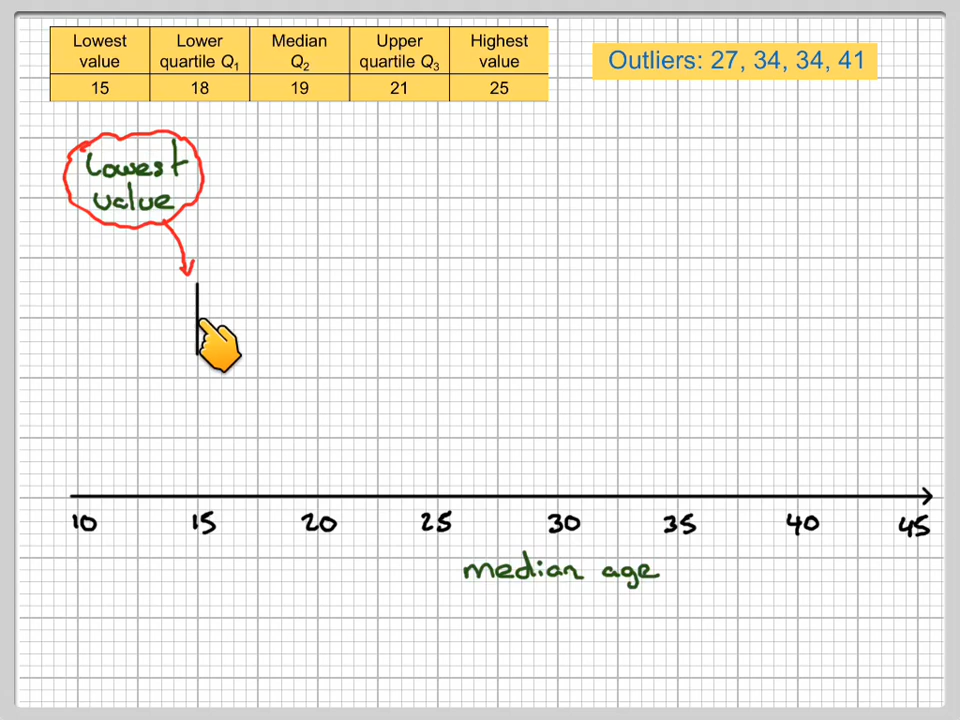 Lowest value
Lower quartile Q1
Median Q2
Upper quartile Q3
Highest value
15 18 19 21 25
Outliers: 27, 34, 34, 41
Lowest
value
10 15 20 25 30 35 40 45
median age